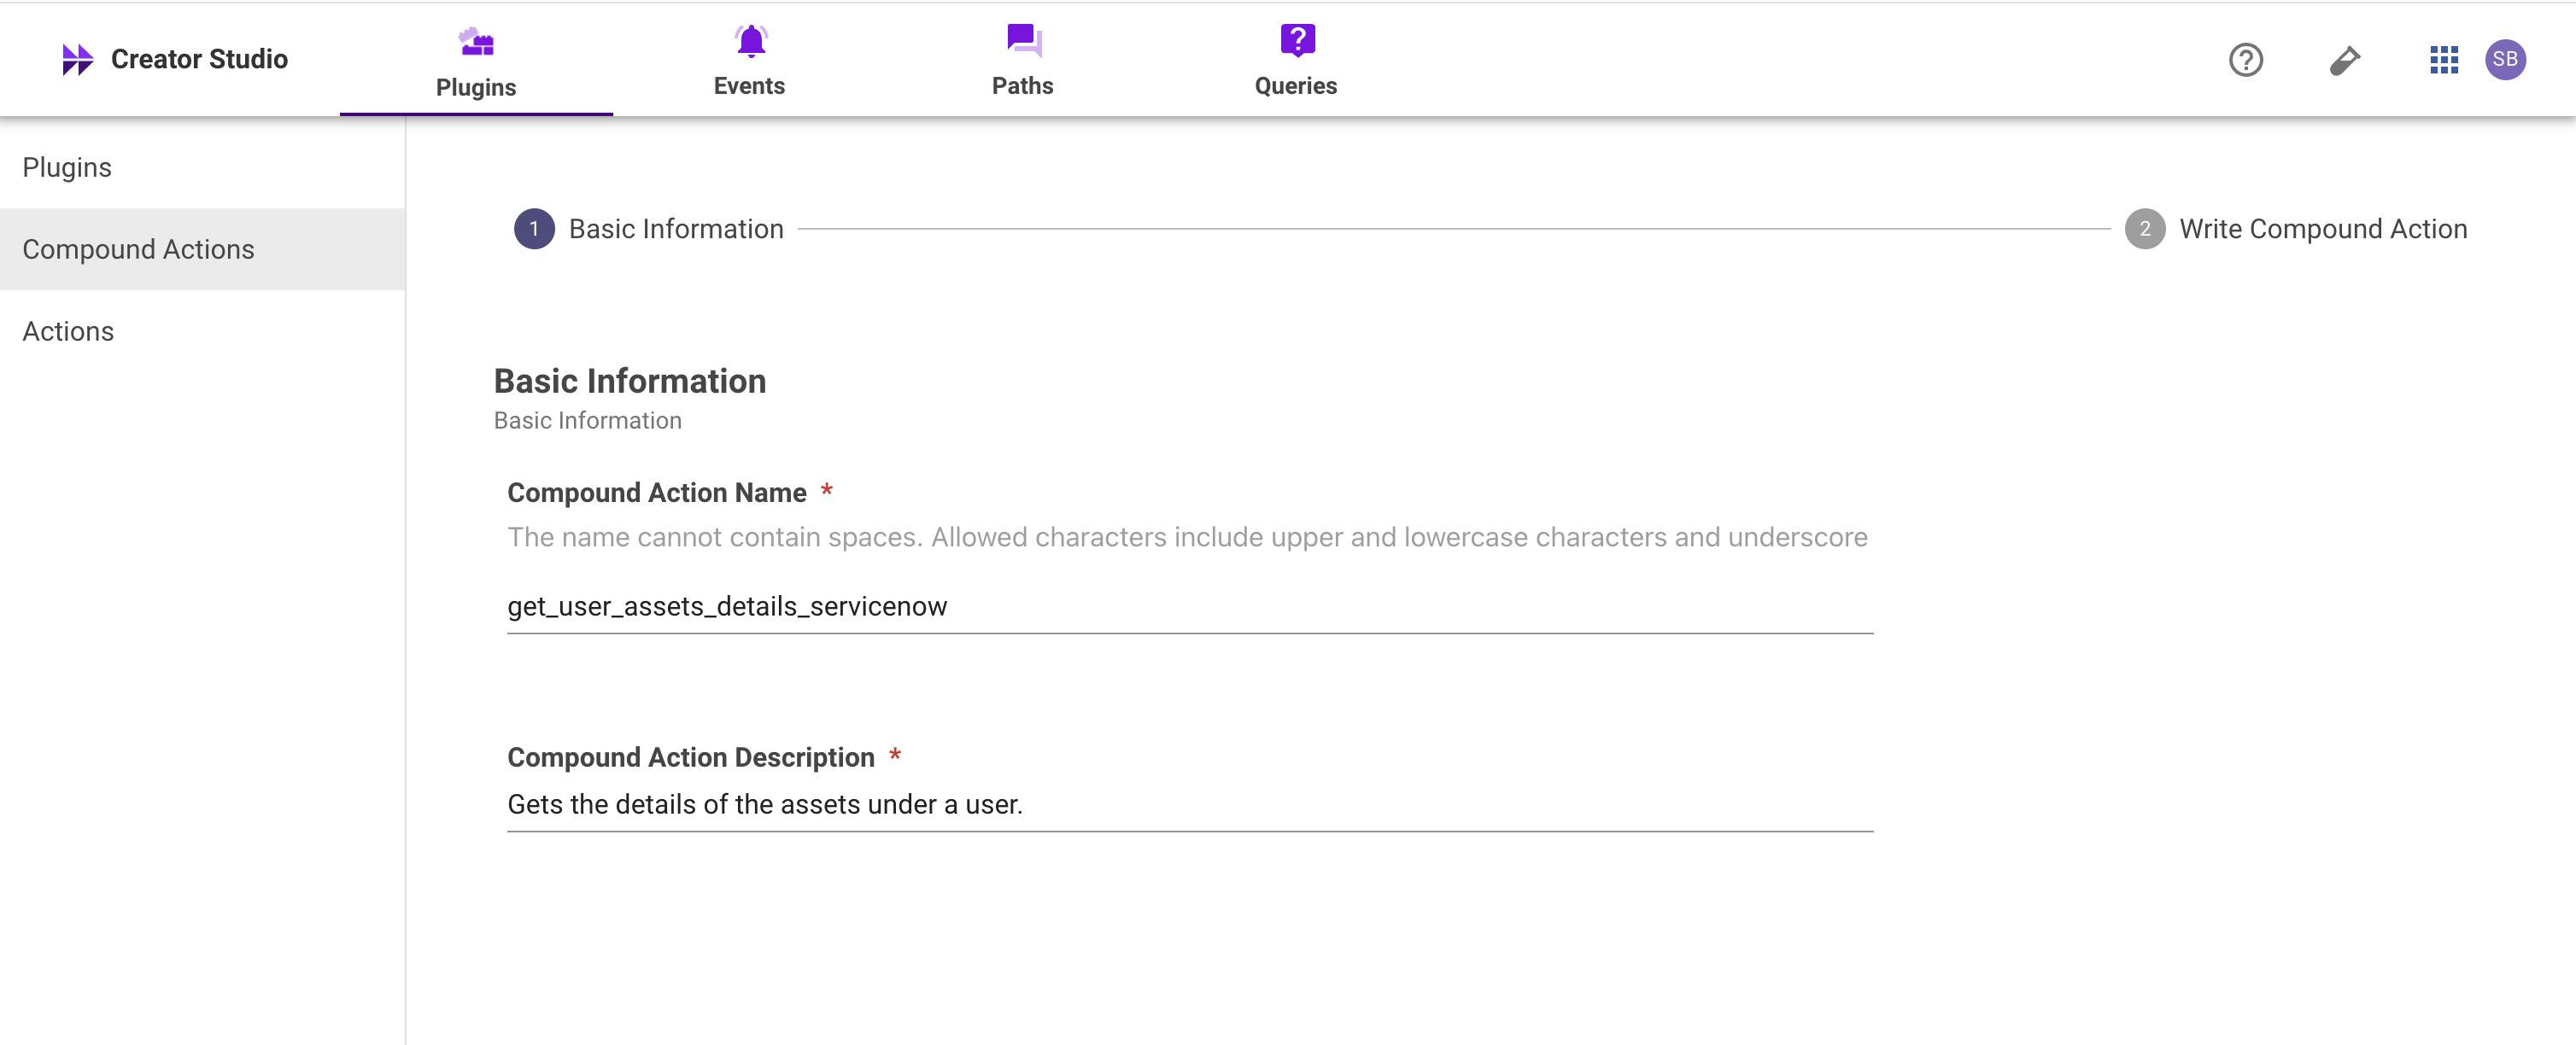 Creator Studio
Plugins
Events
Paths
?
Queries
?
SB
Plugins
Compound Actions
Actions
1 Basic Information
2 Write Compound Action
Basic Information
Basic Information
Compound Action Name *
The name cannot contain spaces. Allowed characters include upper and lowercase characters and underscore
get_user_assets_details_servicenow
Compound Action Description *
Gets the details of the assets under a user.